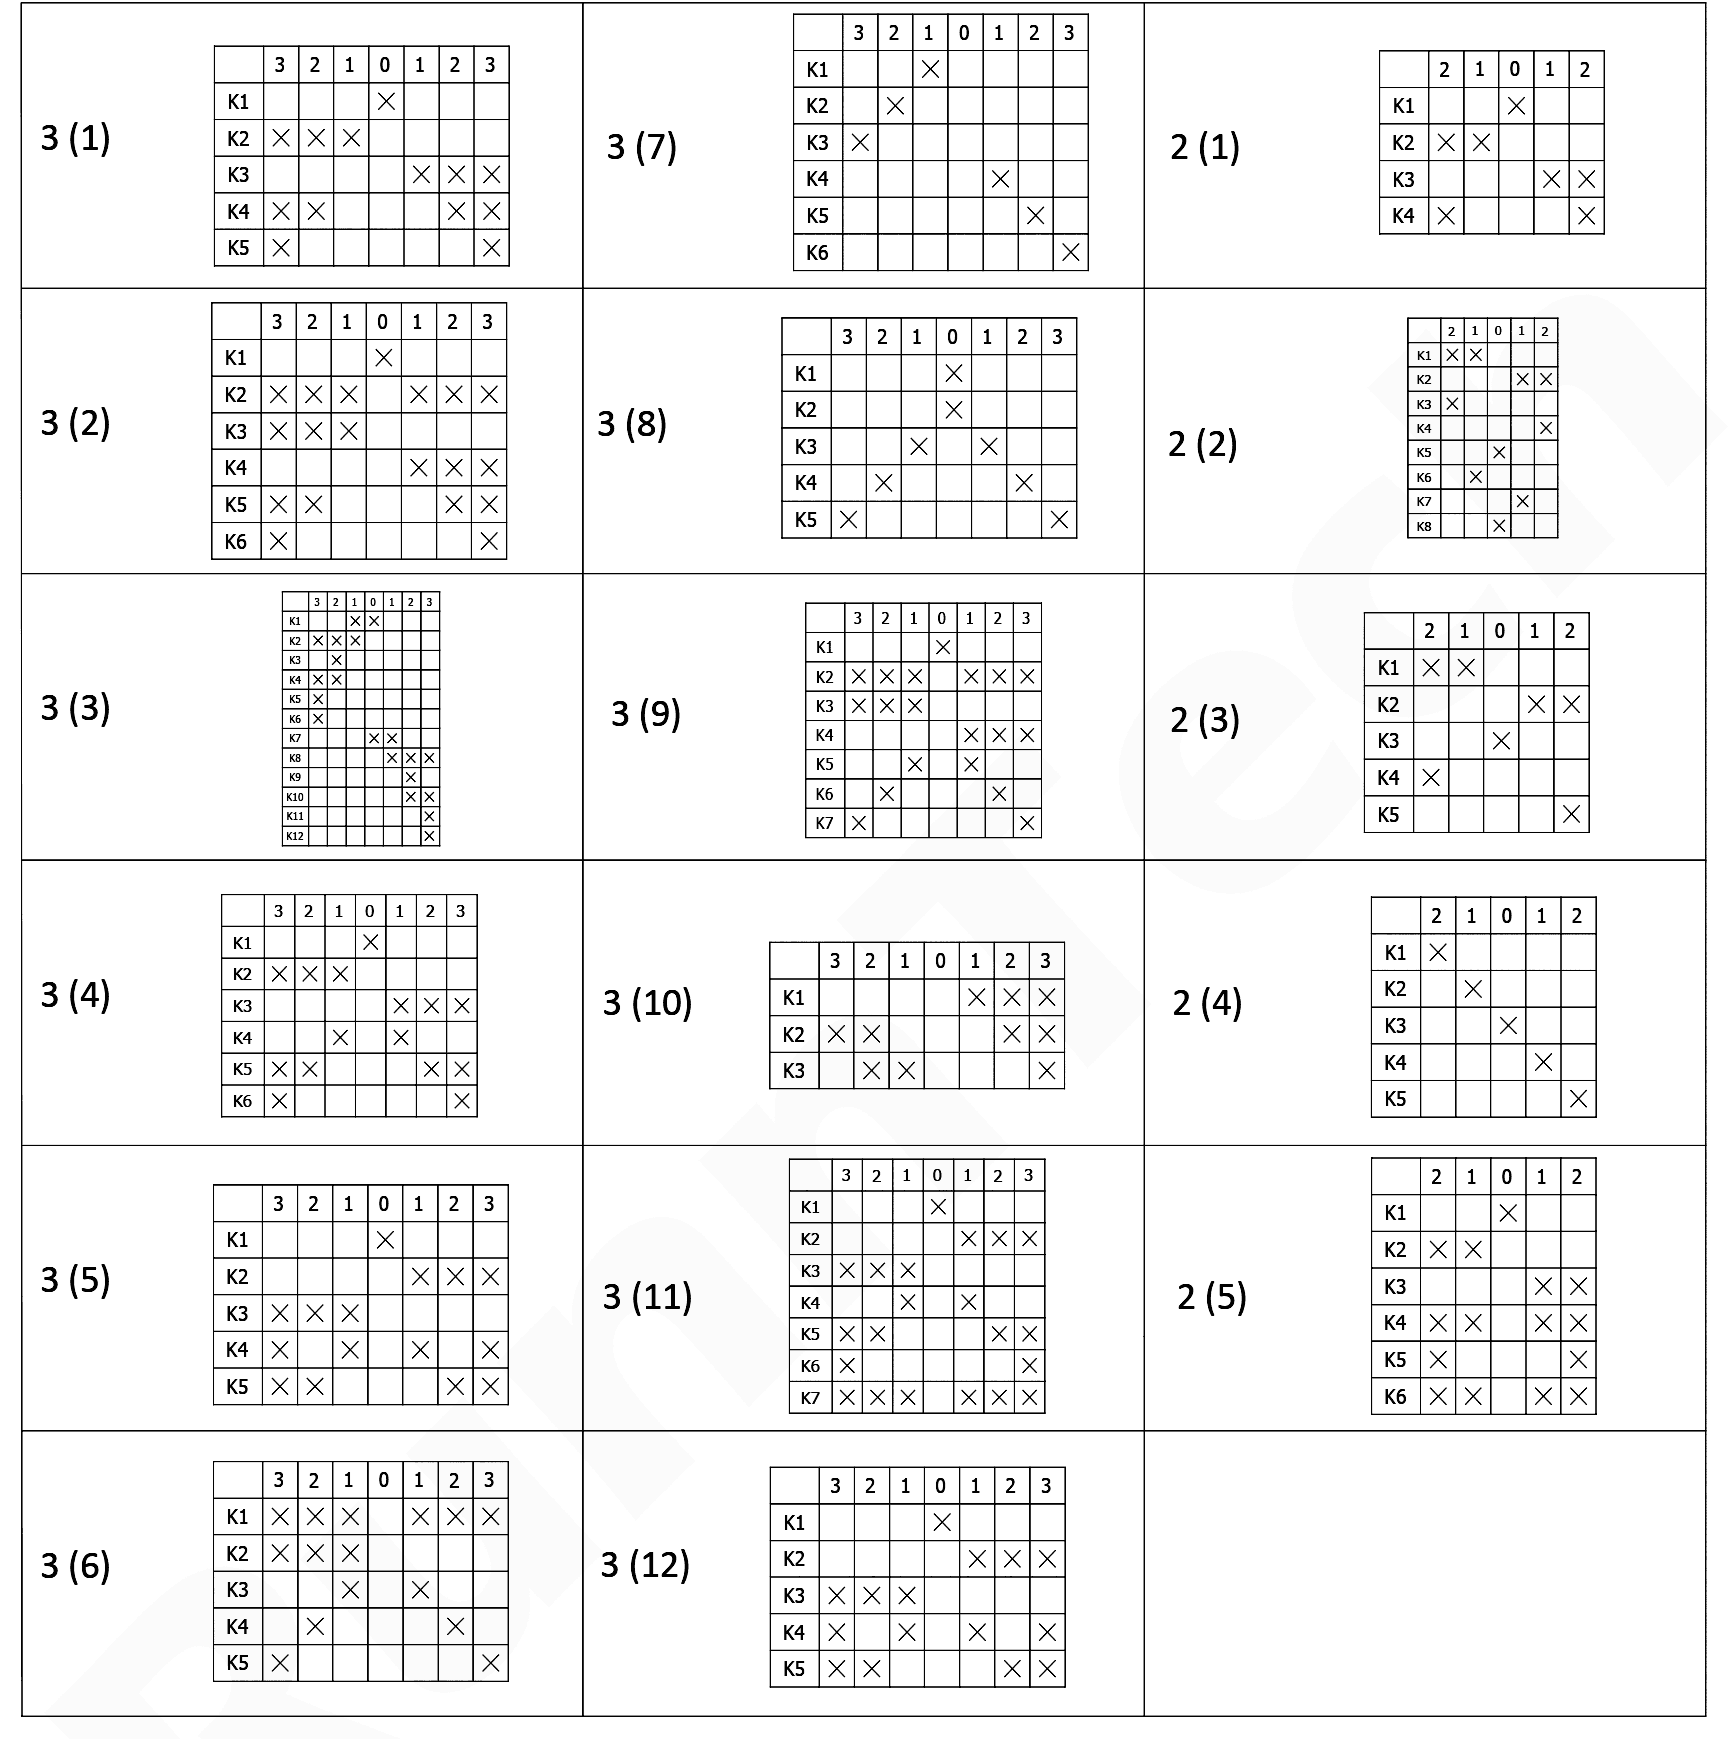 3 (1)
3 2 1 0 1 2 3
K1 ×
K2 × × ×
K3 × × ×
K4 × × × ×
K5 × ×
3 (7)
3 2 1 0 1 2 3
K1 ×
K2 ×
K3 ×
K4 ×
K5 ×
K6 ×
2 (1)
2 1 0 1 2
K1 ×
K2 × ×
K3 × ×
K4 × ×
3 (2)
3 2 1 0 1 2 3
K1 ×
K2 × × × × × ×
K3 × × ×
K4 × × ×
K5 × × × ×
K6 × ×
3 (8)
3 2 1 0 1 2 3
K1 ×
K2 ×
K3 × ×
K4 × ×
K5 × ×
2 (2)
2 1 0 1 2
K1 × ×
K2 × ×
K3 ×
K4 ×
K5 ×
K6 ×
K7 ×
K8 ×
3 (3)
3 2 1 0 1 2 3
K1 × ×
K2 × × ×
K3 ×
K4 × ×
K5 ×
K6 ×
K7 × ×
K8 × × ×
K9 ×
K10 × ×
K11 ×
K12 ×
3 (9)
3 2 1 0 1 2 3
K1 ×
K2 × × × × × ×
K3 × × ×
K4 × × ×
K5 × ×
K6 × ×
K7 × ×
2 (3)
2 1 0 1 2
K1 × ×
K2 × ×
K3 ×
K4 ×
K5 ×
3 (4)
3 2 1 0 1 2 3
K1 ×
K2 × × ×
K3 × × ×
K4 × ×
K5 × × × ×
K6 × ×
3 (10)
3 2 1 0 1 2 3
K1 × × ×
K2 × × × ×
K3 × × ×
2 (4)
2 1 0 1 2
K1 ×
K2 ×
K3 ×
K4 ×
K5 ×
3 (5)
3 2 1 0 1 2 3
K1 ×
K2 × × ×
K3 × × ×
K4 × × × ×
K5 × × × ×
3 (11)
3 2 1 0 1 2 3
K1 ×
K2 × × ×
K3 × × ×
K4 × ×
K5 × × × ×
K6 × ×
K7 × × × × × ×
2 (5)
2 1 0 1 2
K1 ×
K2 × ×
K3 × ×
K4 × × × ×
K5 × ×
K6 × × × ×
3 (6)
3 2 1 0 1 2 3
K1 × × × × × ×
K2 × × ×
K3 × ×
K4 × ×
K5 × ×
3 (12)
3 2 1 0 1 2 3
K1 ×
K2 × × ×
K3 × × ×
K4 × × × ×
K5 × × × ×